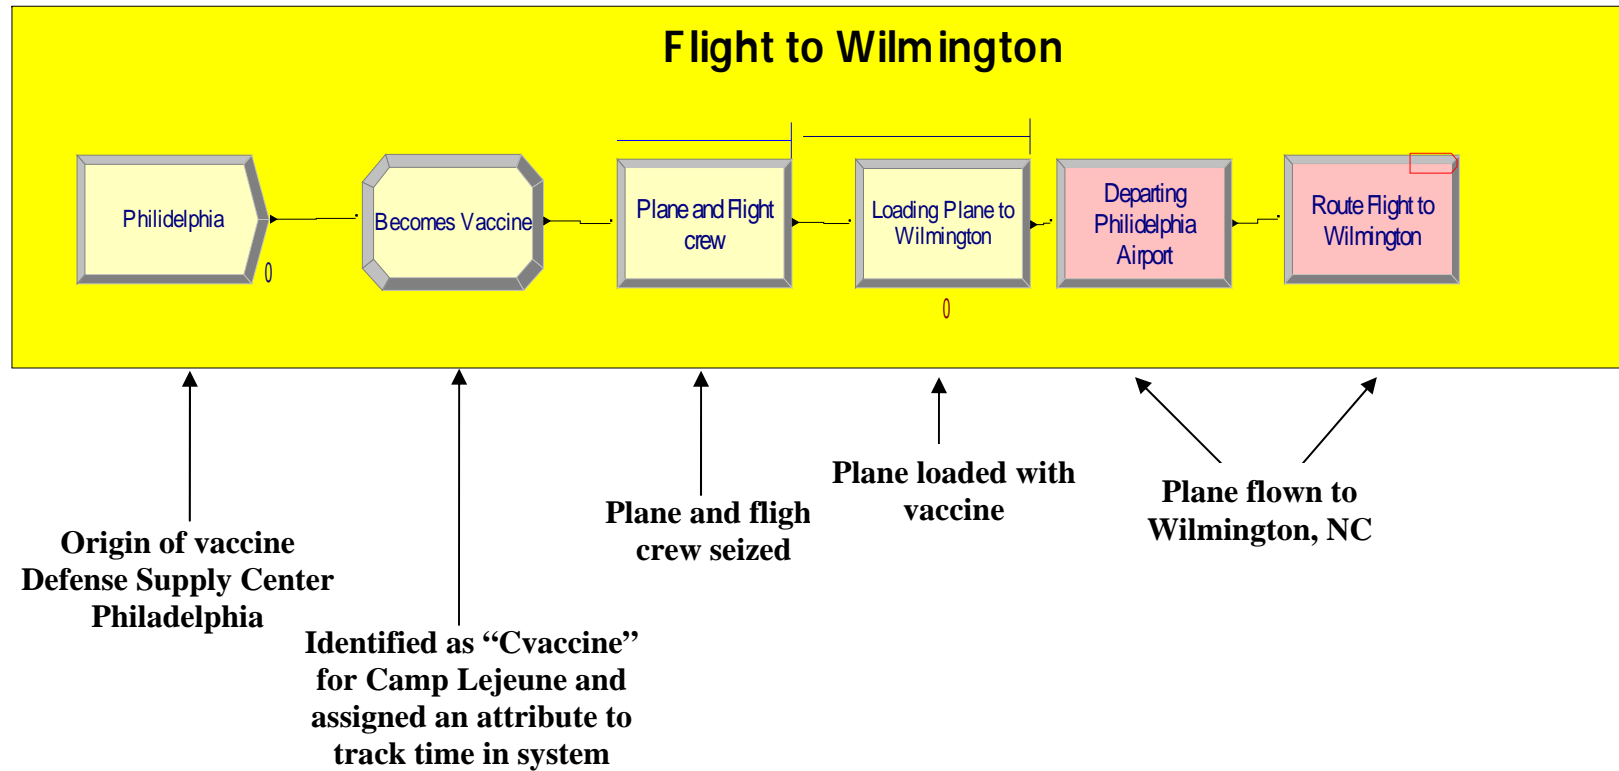 Flight to Wilmington
Philidelphia
0
Becomes Vaccine
Plane and Flight
crew
Loading Plane to
Wilmington
0
Departing
Philidelphia
Airport
Route Flight to
Wilmington
Origin of vaccine
Defense Supply Center
Philadelphia
Identified as “Cvaccine”
for Camp Lejeune and
assigned an attribute to
track time in system
Plane and fligh
crew seized
Plane loaded with
vaccine
Plane flown to
Wilmington, NC